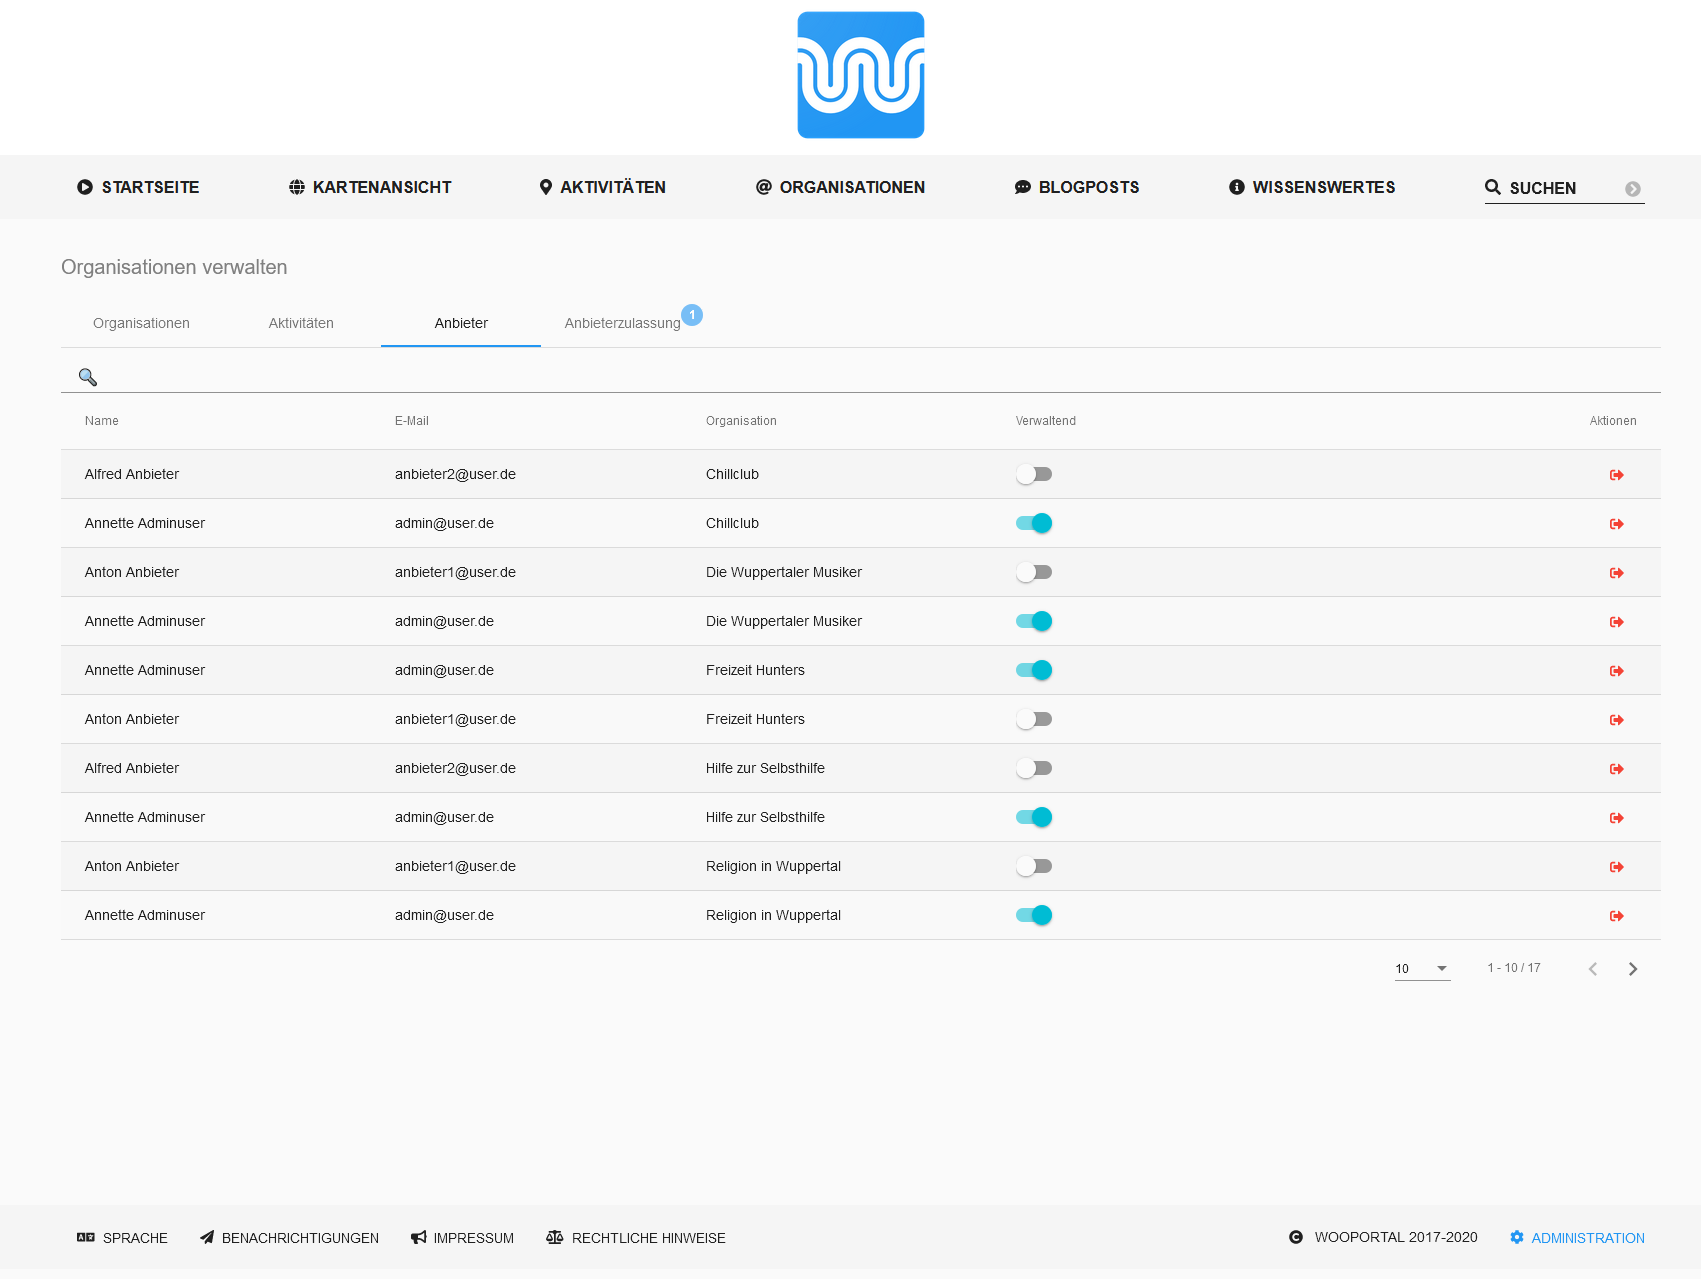 STARTSEITE KARTENANSICHT AKTIVITÄTEN ORGANISATIONEN BLOGPOSTS WISSENSWERTES SUCHEN
Organisationen verwalten
Organisationen Aktivitäten Anbieter Anbieterzulassung 1
Name E-Mail Organisation Verwaltend Aktionen
Alfred Anbieter anbieter2@user.de Chillclub
Annette Adminuser admin@user.de Chillclub
Anton Anbieter anbieter1@user.de Die Wuppertaler Musiker
Annette Adminuser admin@user.de Die Wuppertaler Musiker
Annette Adminuser admin@user.de Freizeit Hunters
Anton Anbieter anbieter1@user.de Freizeit Hunters
Alfred Anbieter anbieter2@user.de Hilfe zur Selbsthilfe
Annette Adminuser admin@user.de Hilfe zur Selbsthilfe
Anton Anbieter anbieter1@user.de Religion in Wuppertal
Annette Adminuser admin@user.de Religion in Wuppertal
10 1 - 10 / 17
SPRACHE BENACHRICHTIGUNGEN IMPRESSUM RECHTLICHE HINWEISE WOOPORTAL 2017-2020 ADMINISTRATION